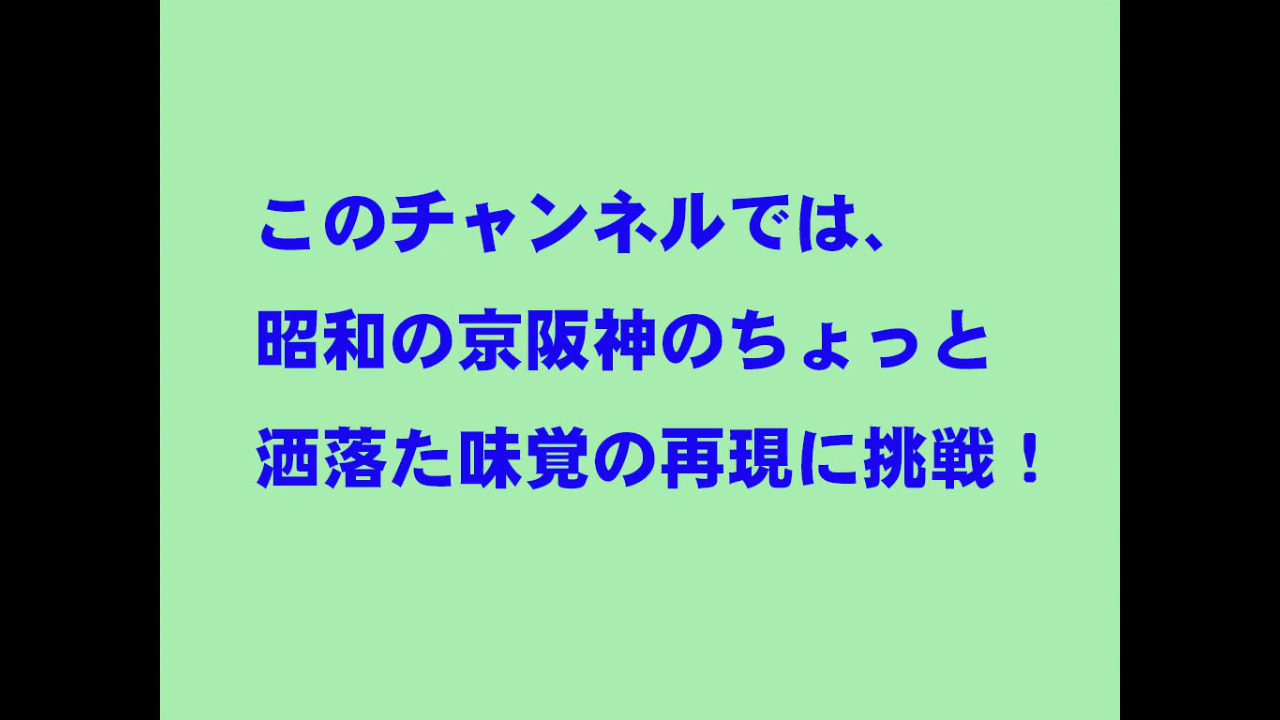 このチャンネルでは、
昭和の京阪神のちょっと
洒落た味覚の再現に挑戦！